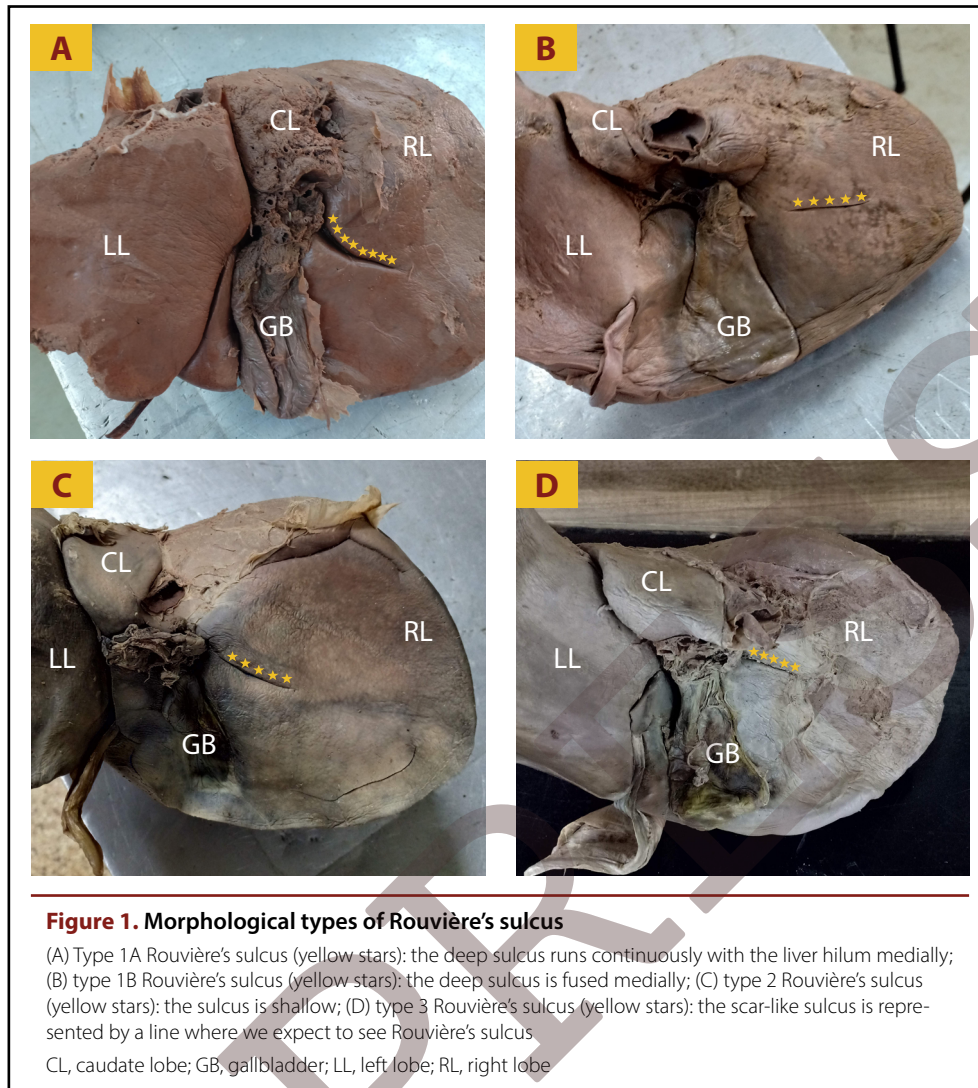 A
CL
RL
LL
GB
B
CL
RL
LL
GB
C
CL
RL
LL
GB
D
CL
RL
LL
GB
Figure 1. Morphological types of Rouvière’s sulcus
(A) Type 1A Rouvière’s sulcus (yellow stars): the deep sulcus runs continuously with the liver hilum medially;
(B) type 1B Rouvière’s sulcus (yellow stars): the deep sulcus is fused medially; (C) type 2 Rouvière’s sulcus
(yellow stars): the sulcus is shallow; (D) type 3 Rouvière’s sulcus (yellow stars): the scar-like sulcus is repre-
sented by a line where we expect to see Rouvière’s sulcus
CL, caudate lobe; GB, gallbladder; LL, left lobe; RL, right lobe